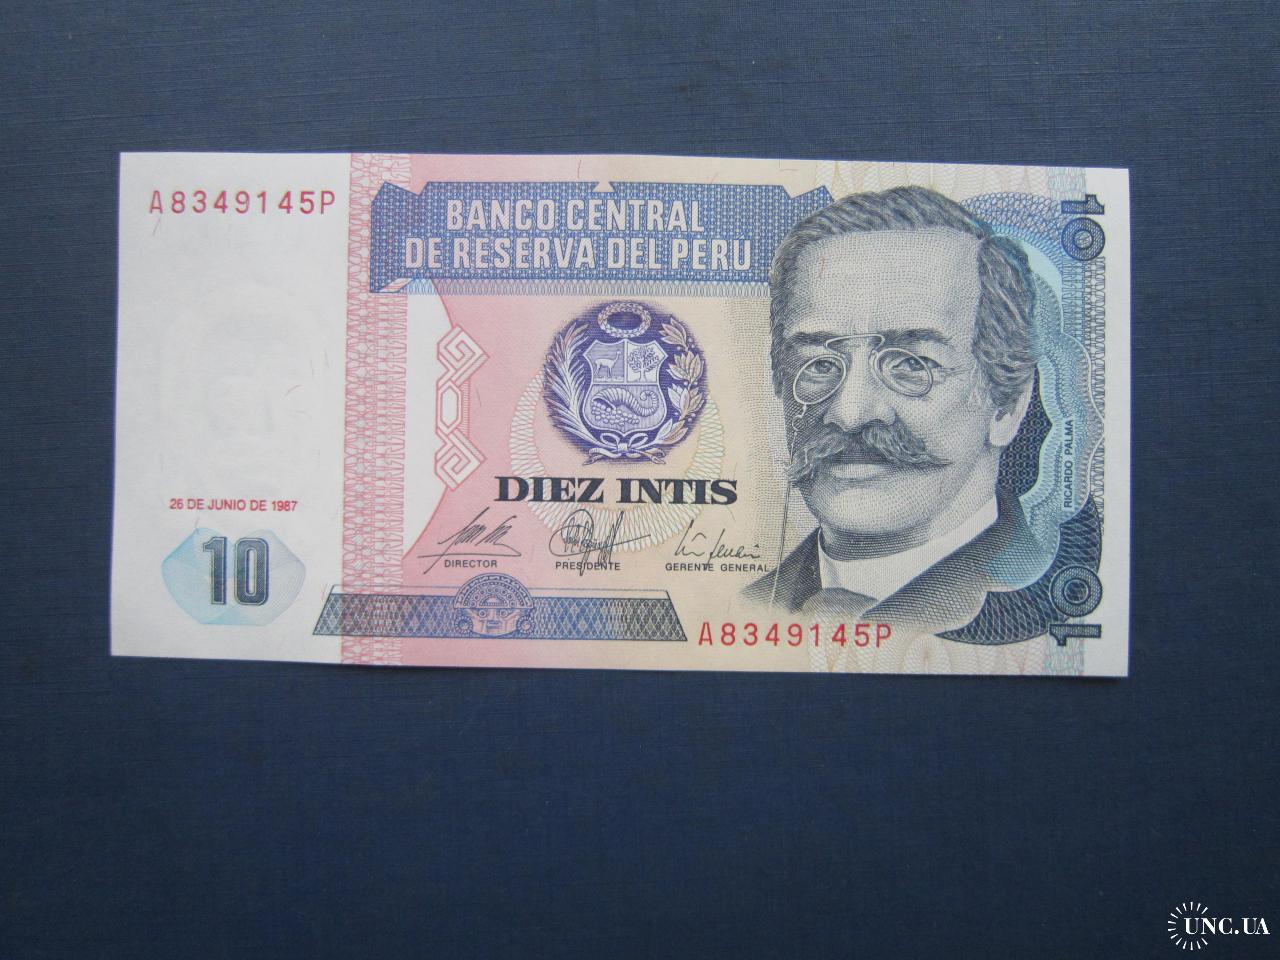 A8349145P
BANCO CENTRAL
DE RESERVA DEL PERU
10
RICARDO PALMA
DIEZ INTIS
26 DE JUNIO DE 1987
DIRECTOR
PRESIDENTE
GERENTE GENERAL
10
A8349145P
10
UNC.UA